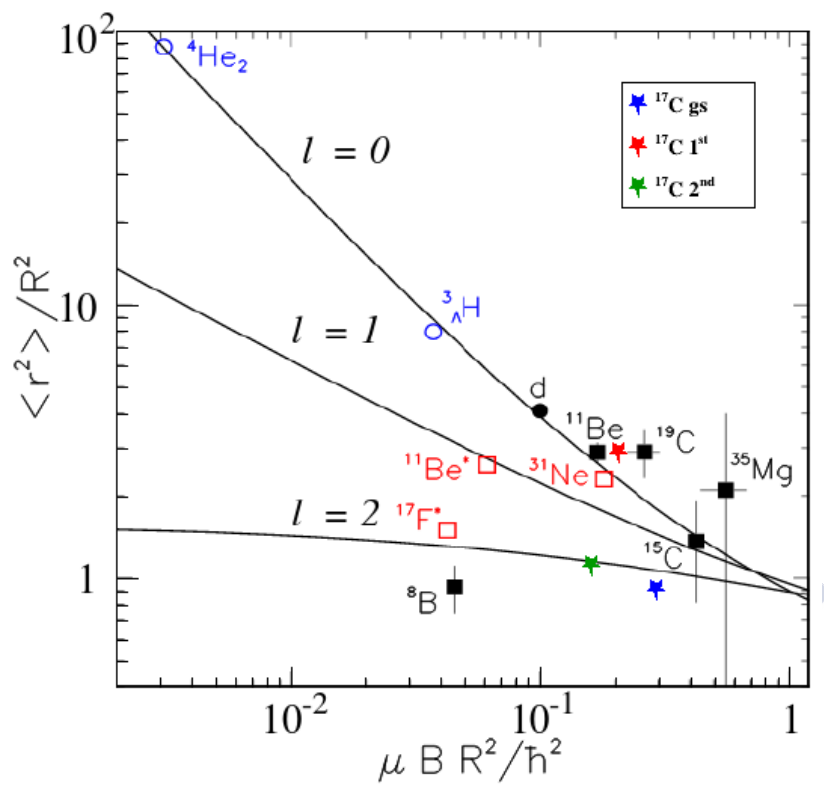 10²
⁴He₂
¹⁷C gs
¹⁷C 1ˢᵗ
¹⁷C 2ⁿᵈ
l = 0
<r²>/R²
10
³ΛH
l = 1
d
¹¹Be
¹⁹C
¹¹Be*
³¹Ne
³⁵Mg
l = 2
¹⁷F*
¹⁵C
1
⁸B
10⁻²
10⁻¹
1
μ B R²/ħ²